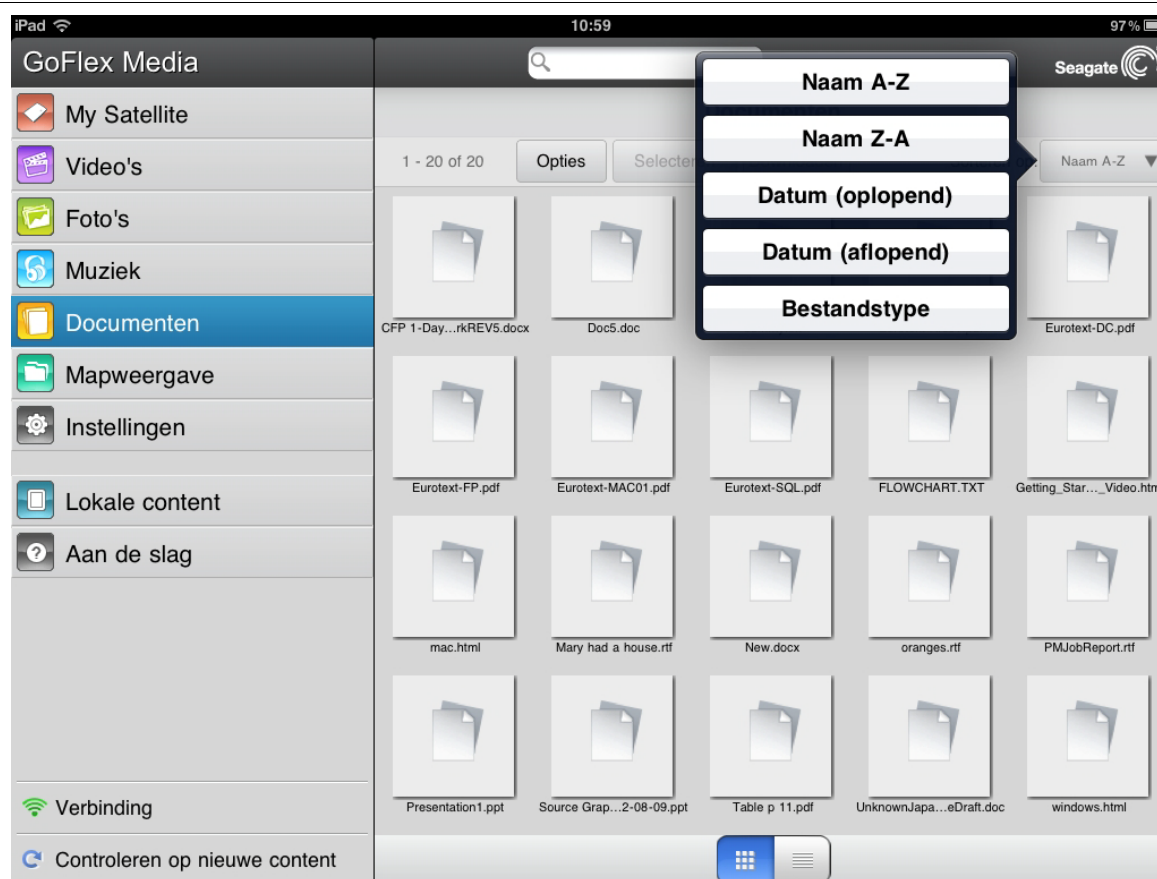 iPad 10:59 97%
GoFlex Media
Seagate
My Satellite
Video's
Foto's
Muziek
Documenten
Mapweergave
Instellingen
Lokale content
Aan de slag
Verbinding
Controleren op nieuwe content
1 - 20 of 20 Opties Naam A-Z
Naam A-Z
Naam Z-A
Datum (oplopend)
Datum (aflopend)
Bestandstype
CFP 1-Day...rkREV5.docx Doc5.doc Eurotext-DC.pdf
Eurotext-FP.pdf Eurotext-MAC01.pdf Eurotext-SQL.pdf FLOWCHART.TXT Getting_Star..._Video.htm
mac.html Mary had a house.rtf New.docx oranges.rtf PMJobReport.rtf
Presentation1.ppt Source Grap...2-08-09.ppt Table p 11.pdf UnknownJapa...eDraft.doc windows.html